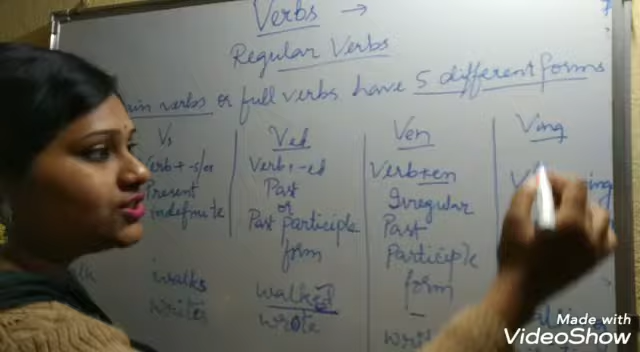 Verbs →
Regular Verbs
main verbs or full verbs have 5 different forms
Vs
Verb + -s/es
Present
Indefinite
walks
writes
Ved
Verb + -ed
Past
or
Past Participle
form
walked
wrote
Ven
Verb+en
Irregular
Past
Participle
form
Ving
Made with
VideoShow